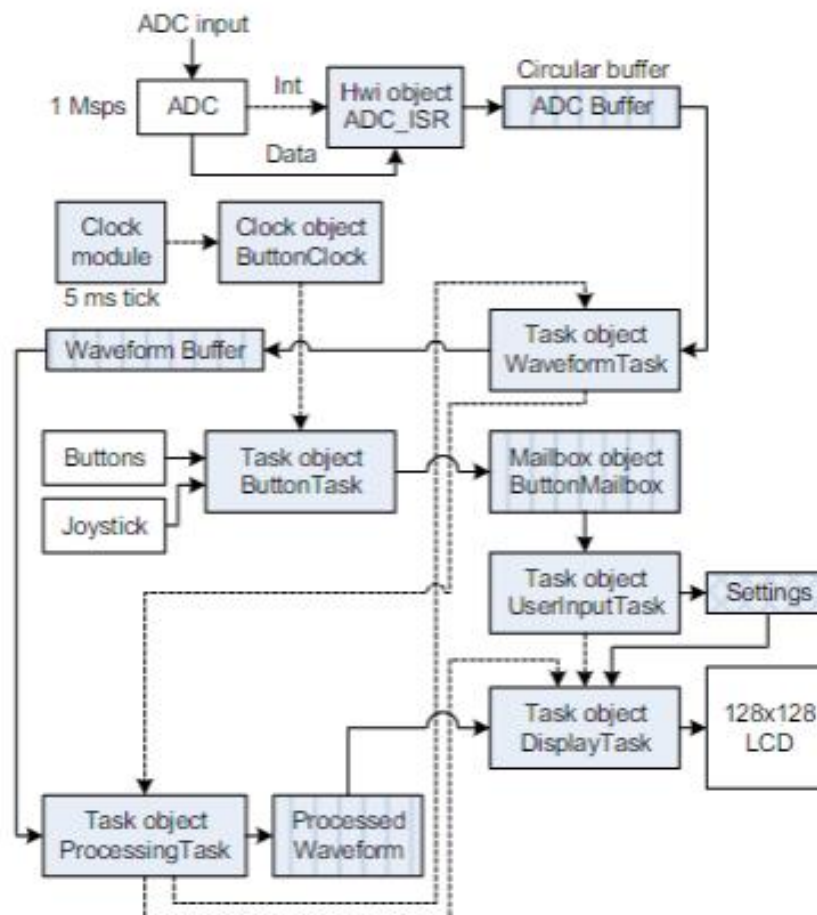 ADC input
1 Msps
ADC
Int
Data
Hwi object
ADC_ISR
Circular buffer
ADC Buffer
Clock
module
5 ms tick
Clock object
ButtonClock
Waveform Buffer
Task object
WaveformTask
Buttons
Joystick
Task object
ButtonTask
Mailbox object
ButtonMailbox
Task object
UserInputTask
Settings
Task object
DisplayTask
128x128
LCD
Task object
ProcessingTask
Processed
Waveform